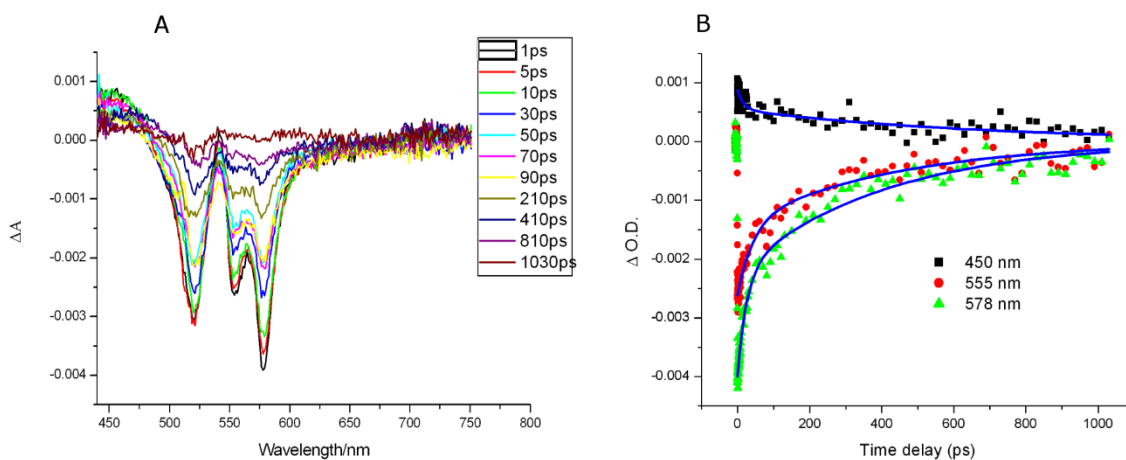 A
B
1ps
5ps
10ps
30ps
50ps
70ps
90ps
210ps
410ps
810ps
1030ps
0.001
0.000
-0.001
-0.002
-0.003
-0.004
ΔA
450 500 550 600 650 700 750 800
Wavelength/nm
0.001
0.000
-0.001
-0.002
-0.003
-0.004
Δ O.D.
450 nm
555 nm
578 nm
0 200 400 600 800 1000
Time delay (ps)